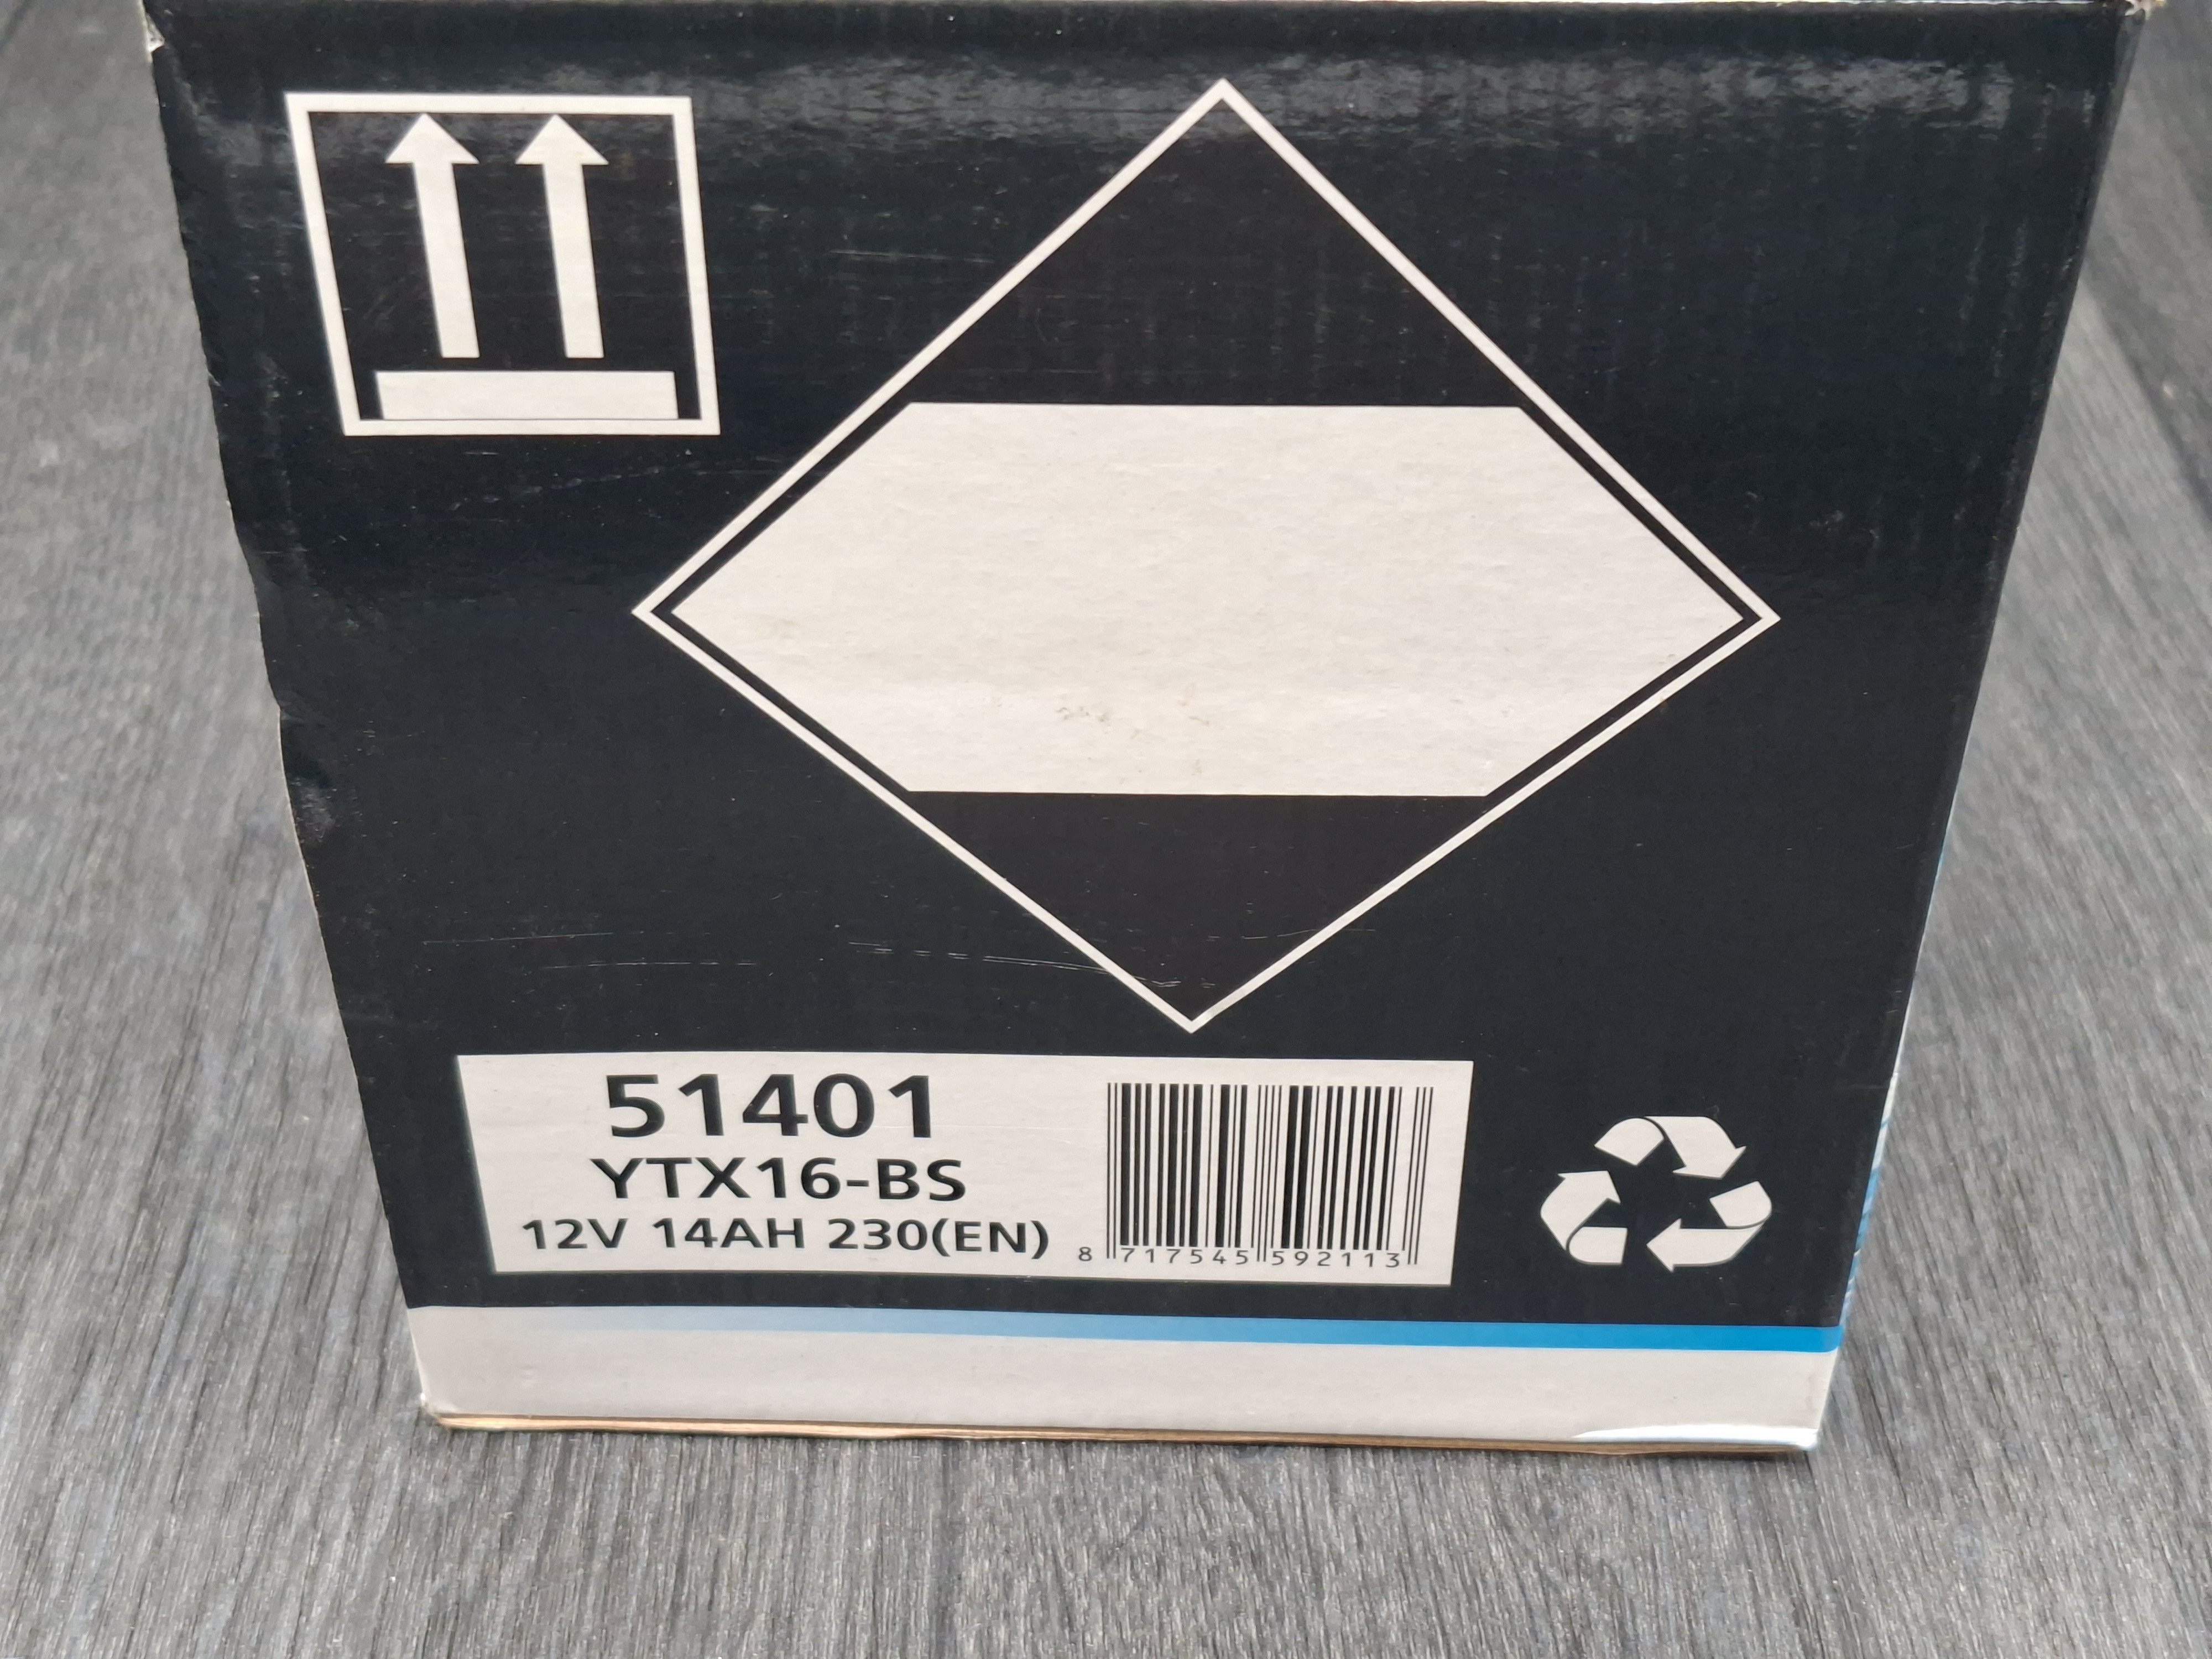 51401
YTX16-BS
12V 14AH 230(EN)
8 717545 592113